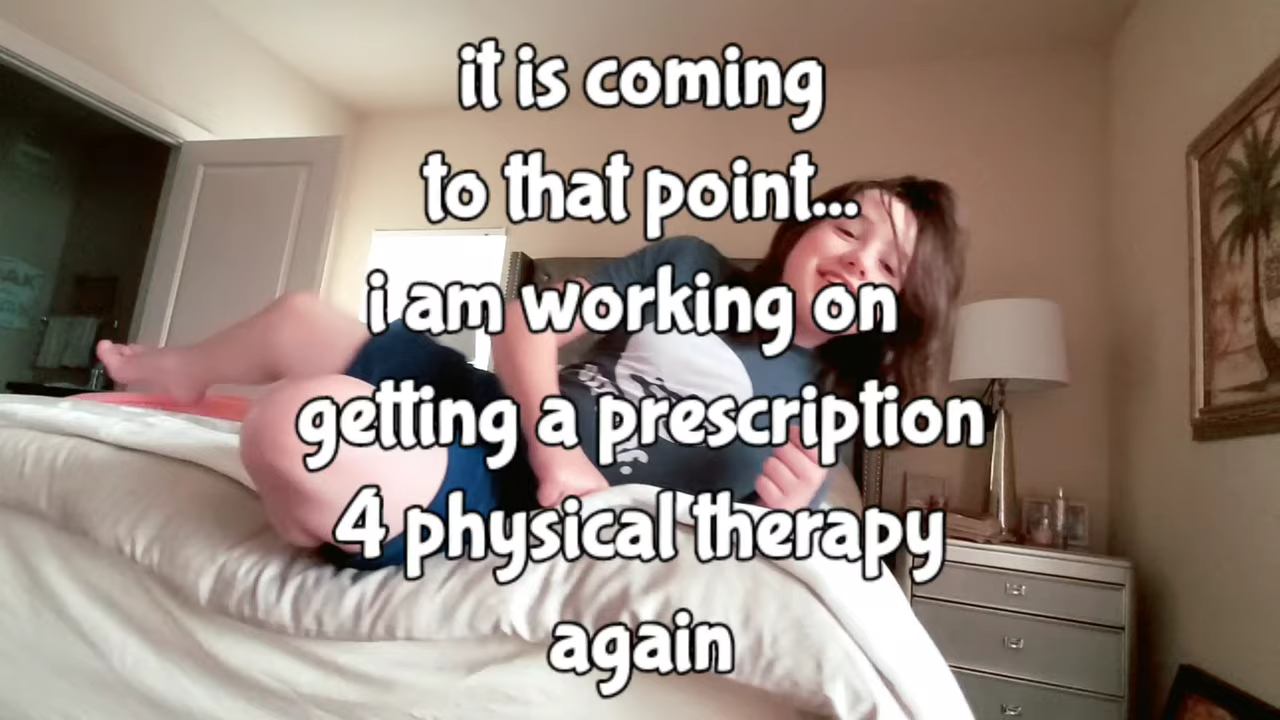 it is coming
to that point...
i am working on
getting a prescription
4 physical therapy
again